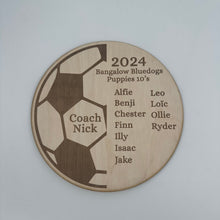 2024
Bangalow Bluedogs
Puppies 10's
Coach
Nick
Alfie
Benji
Chester
Finn
Illy
Isaac
Jake
Leo
Loïc
Ollie
Ryder